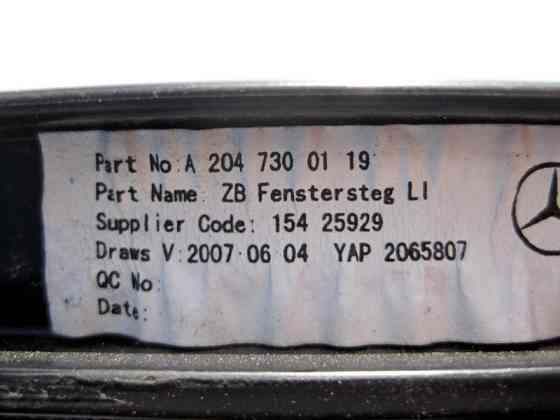 Part No:A 204 730 01 19
Part Name: ZB Fenstersteg LI
Supplier Code: 154 25929
Draws V:2007·06 04 YAP 2065807
QC No:
Date: